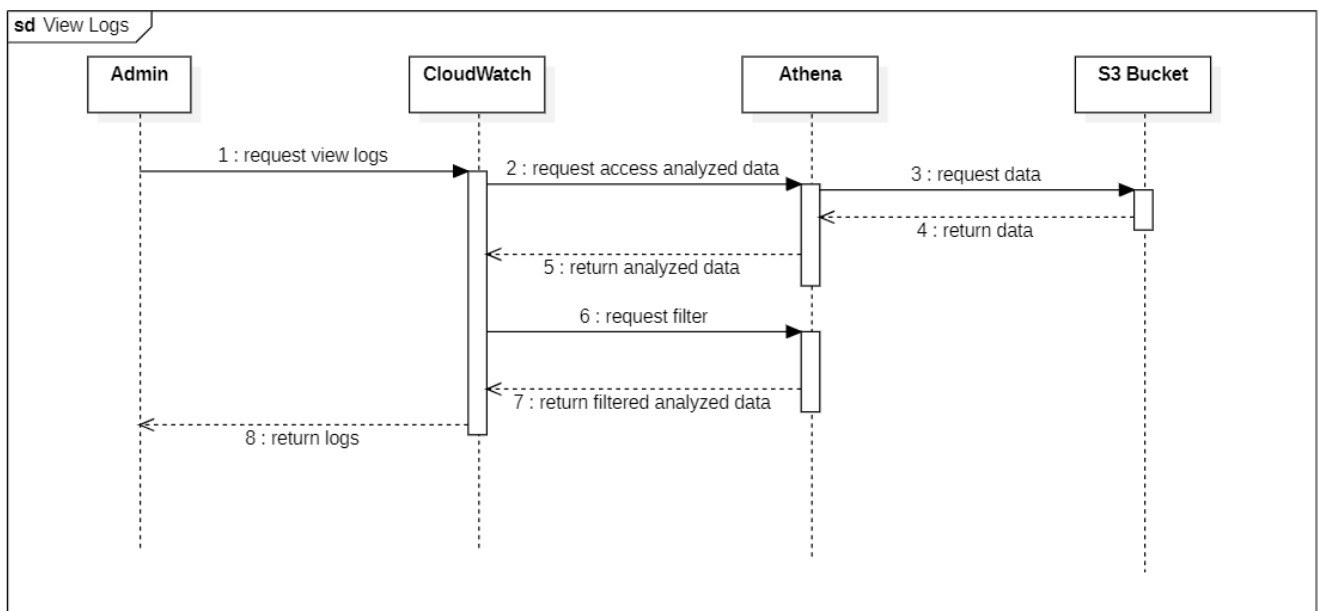 sd View Logs
Admin
CloudWatch
Athena
S3 Bucket
1 : request view logs
2 : request access analyzed data
3 : request data
4 : return data
5 : return analyzed data
6 : request filter
7 : return filtered analyzed data
8 : return logs